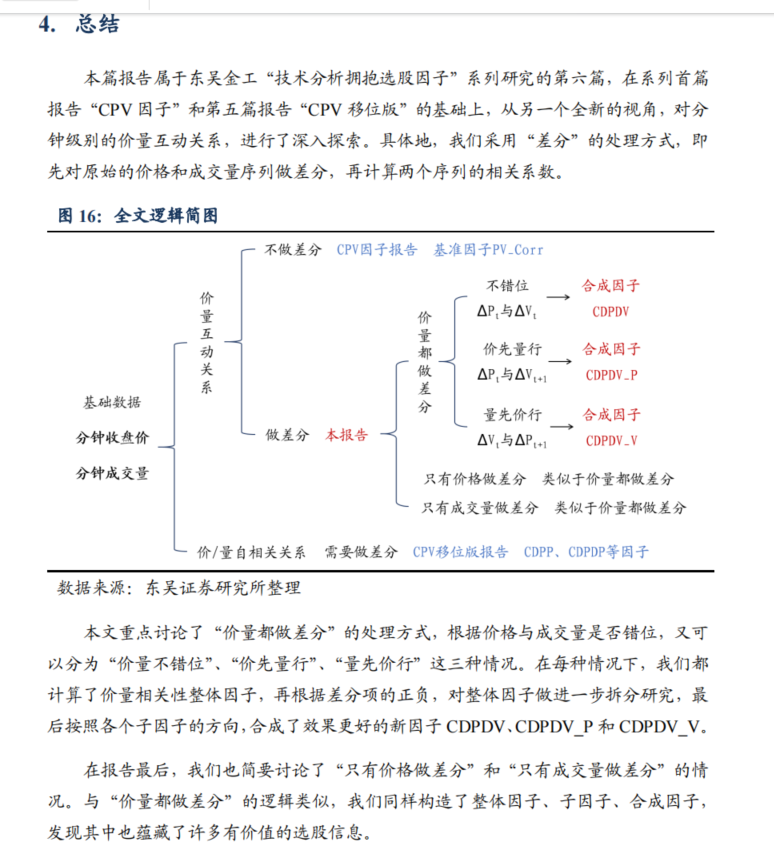 4. 总结
本篇报告属于东吴金工“技术分析拥抱选股因子”系列研究的第六篇，在系列首篇
报告“CPV 因子”和第五篇报告“CPV 移位版”的基础上，从另一个全新的视角，对分
钟级别的价量互动关系，进行了深入探索。具体地，我们采用“差分”的处理方式，即
先对原始的价格和成交量序列做差分，再计算两个序列的相关系数。
图 16：全文逻辑简图
不做差分 CPV因子报告 基准因子PV_Corr
价量互动关系
不错位 合成因子
ΔPt与ΔVt CDPDV
价量都做差分
价先量行 合成因子
ΔPt与ΔVt+1 CDPDV_P
基础数据
分钟收盘价
分钟成交量
做差分 本报告
量先价行 合成因子
ΔVt与ΔPt+1 CDPDV_V
只有价格做差分 类似于价量都做差分
只有成交量做差分 类似于价量都做差分
价/量自相关关系 需要做差分 CPV移位版报告 CDPP、CDPDP等因子
数据来源：东吴证券研究所整理
本文重点讨论了“价量都做差分”的处理方式，根据价格与成交量是否错位，又可
以分为“价量不错位”、“价先量行”、“量先价行”这三种情况。在每种情况下，我们都
计算了价量相关性整体因子，再根据差分项的正负，对整体因子做进一步拆分研究，最
后按照各个子因子的方向，合成了效果更好的新因子 CDPDV、CDPDV_P 和 CDPDV_V。
在报告最后，我们也简要讨论了“只有价格做差分”和“只有成交量做差分”的情
况。与“价量都做差分”的逻辑类似，我们同样构造了整体因子、子因子、合成因子，
发现其中也蕴藏了许多有价值的选股信息。